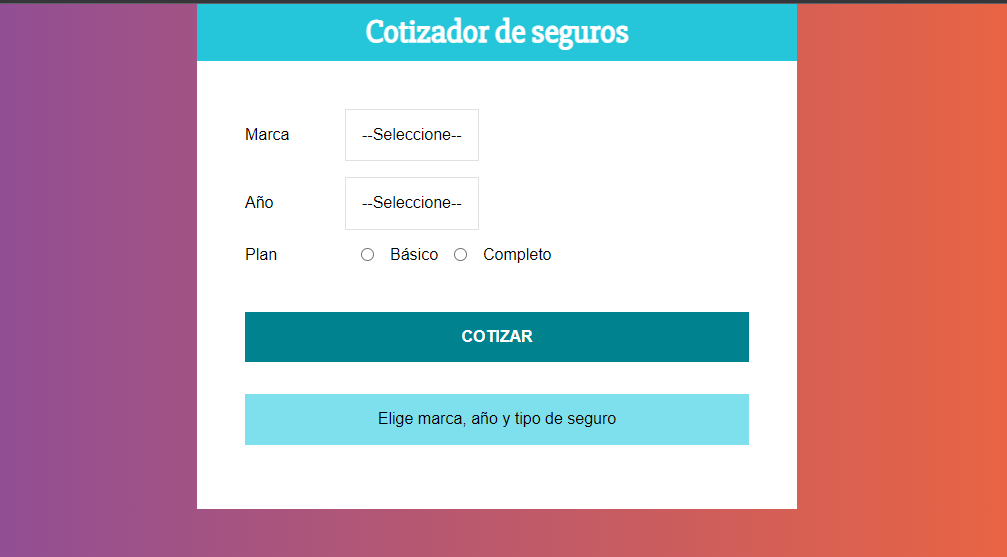 Cotizador de seguros
Marca --Seleccione--
Año --Seleccione--
Plan Básico Completo
COTIZAR
Elige marca, año y tipo de seguro